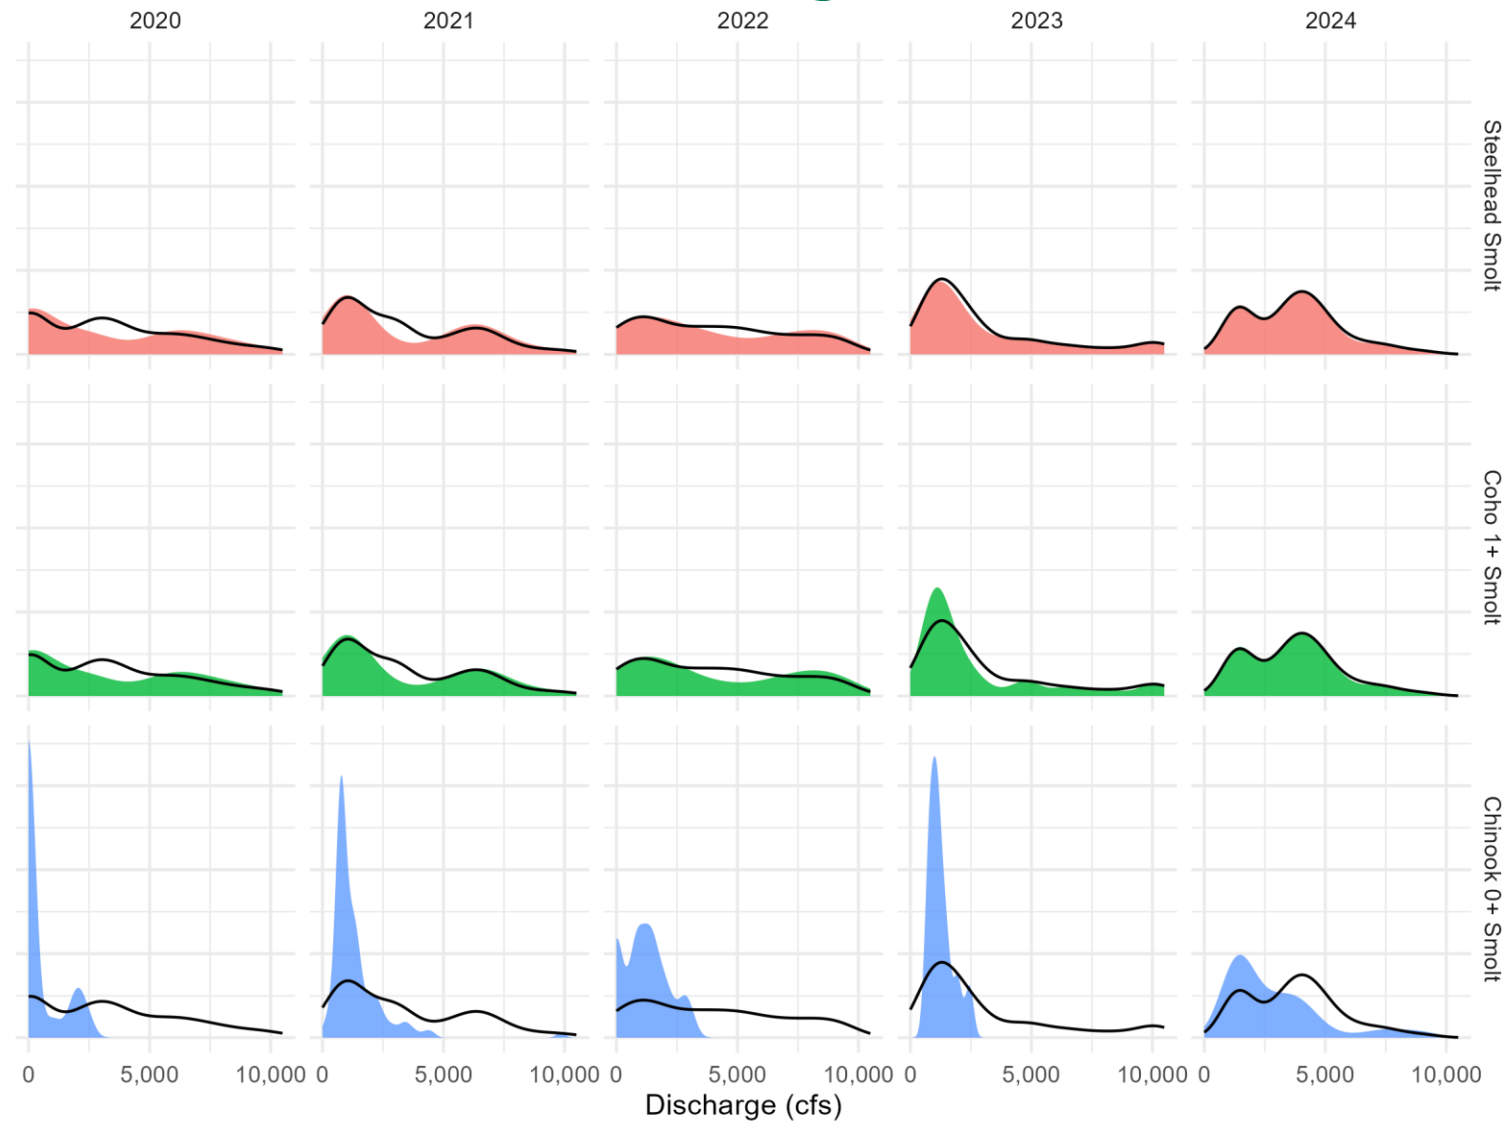 2020 2021 2022 2023 2024
Steelhead Smolt
Coho 1+ Smolt
Chinook 0+ Smolt
0 5,000 10,000 0 5,000 10,000 0 5,000 10,000 0 5,000 10,000 0 5,000 10,000
Discharge (cfs)